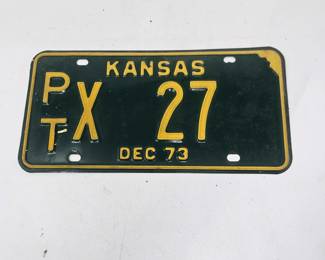 KANSAS
PT X 27
DEC 73